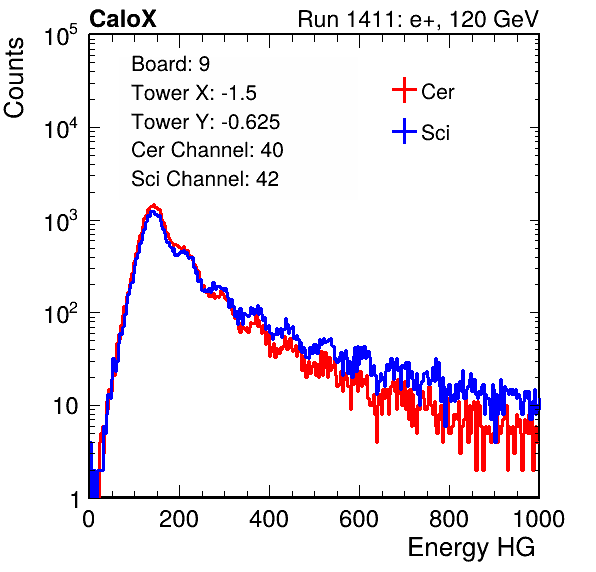 CaloX Run 1411: e+, 120 GeV
Counts
Board: 9
Tower X: -1.5
Tower Y: -0.625
Cer Channel: 40
Sci Channel: 42
Cer
Sci
10^5
10^4
10^3
10^2
10
1
0 200 400 600 800 1000
Energy HG